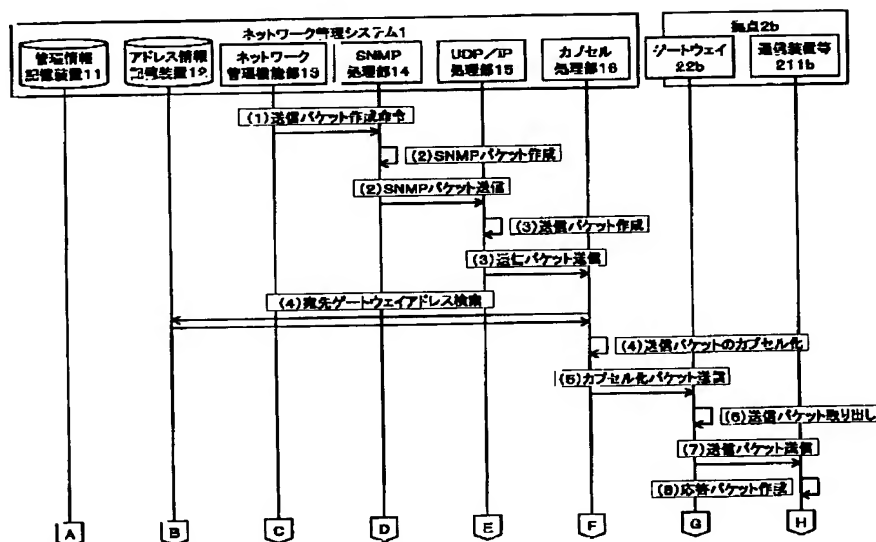 ネットワーク管理システム1
拠点2b
管理情報
記憶装置11
アドレス情報
記憶装置12
ネットワーク
管理機能部13
SNMP
処理部14
UDP/IP
処理部15
カプセル
処理部16
ゲートウェイ
22b
通信装置等
211b
(1)送信パケット作成命令
(2)SNMPパケット作成
(2)SNMPパケット送信
(3)送信パケット作成
(3)送信パケット送信
(4)宛先ゲートウェイアドレス検索
(4)送信パケットのカプセル化
(5)カプセル化パケット送信
(6)送信パケット取り出し
(7)送信パケット送信
(8)応答パケット作成
A
B
C
D
E
F
G
H